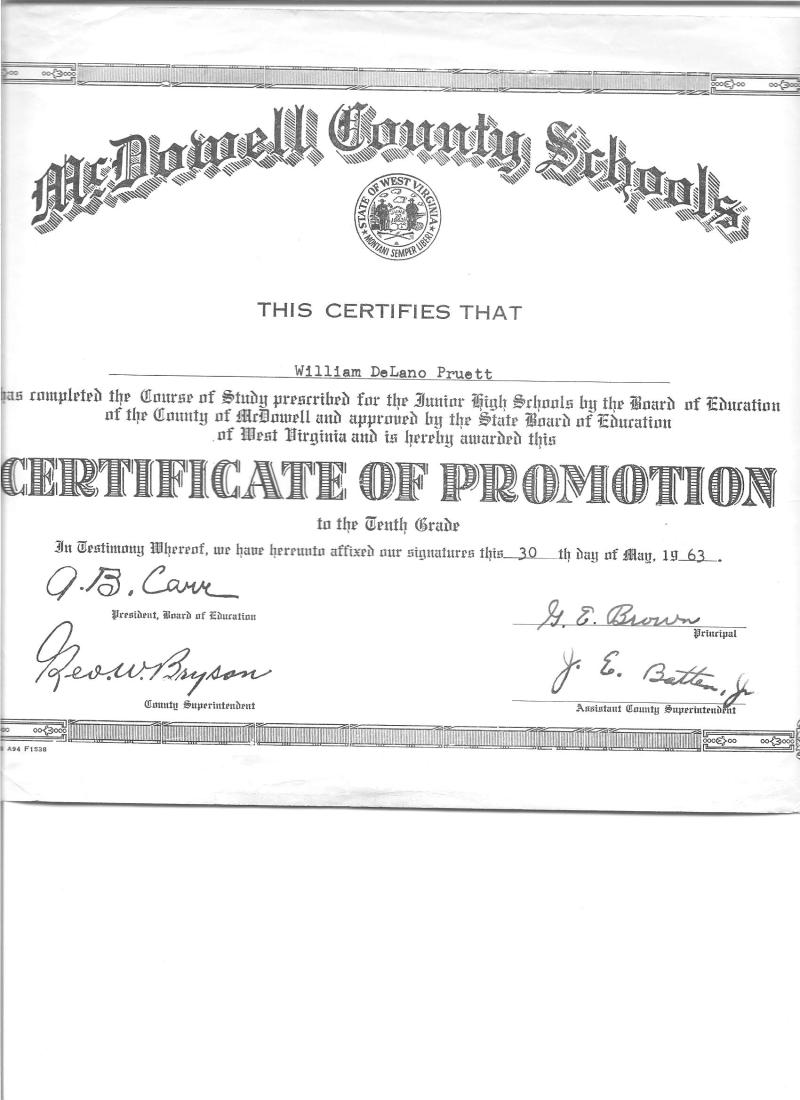 McDowell County Schools
STATE OF WEST VIRGINIA
MONTANI SEMPER LIBERI
THIS CERTIFIES THAT
William DeLano Pruett
has completed the Course of Study prescribed for the Junior High Schools by the Board of Education
of the County of McDowell and approved by the State Board of Education
of West Virginia and is hereby awarded this
CERTIFICATE OF PROMOTION
to the Tenth Grade
In Testimony Whereof, we have hereunto affixed our signatures this 30 th day of May, 1963.
A. B. Carr
President, Board of Education
G. E. Brown
Principal
Geo. W. Bryson
County Superintendent
J. E. Batten, Jr
Assistant County Superintendent
A94 F1538